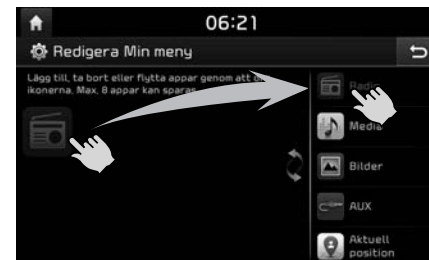 06:21
Redigera Min meny
Lägg till, ta bort eller flytta appar genom att
ikonerna. Max. 8 appar kan sparas
Radio
Media
Bilder
AUX
Aktuell
position